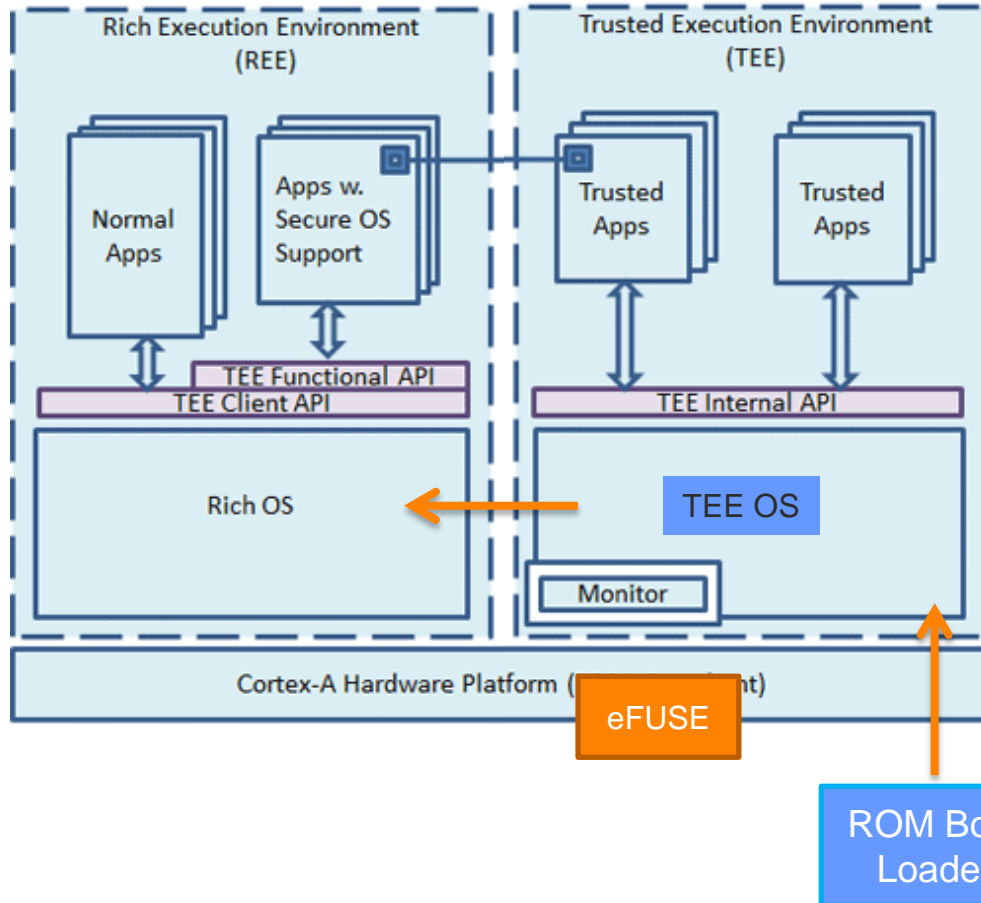 Rich Execution Environment
(REE)
Trusted Execution Environment
(TEE)
Normal
Apps
Apps w.
Secure OS
Support
Trusted
Apps
Trusted
Apps
TEE Functional API
TEE Client API
TEE Internal API
Rich OS
TEE OS
Monitor
Cortex-A Hardware Platform (
eFUSE
ROM